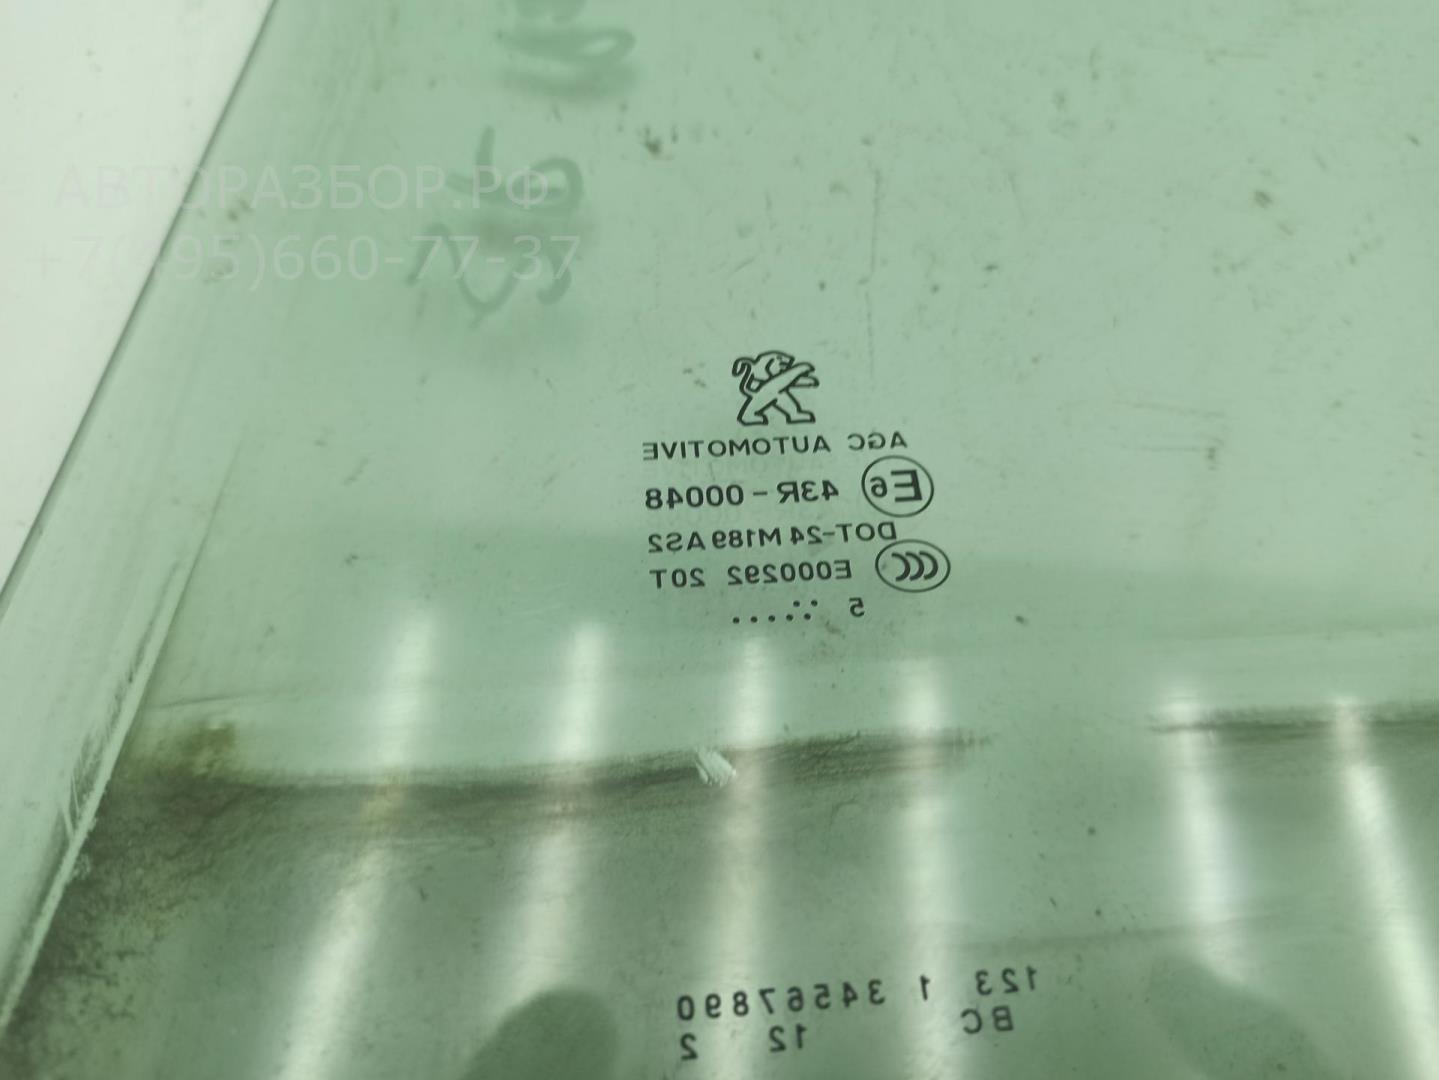 АВТОРАЗБОР.РФ
+7(495)660-77-37
AGC AUTOMOTIVE
E6 43R-00048
DOT-24 M189 AS2
CCC E000292 20T
5 ..:....
123 1 34567890
BC 12 2